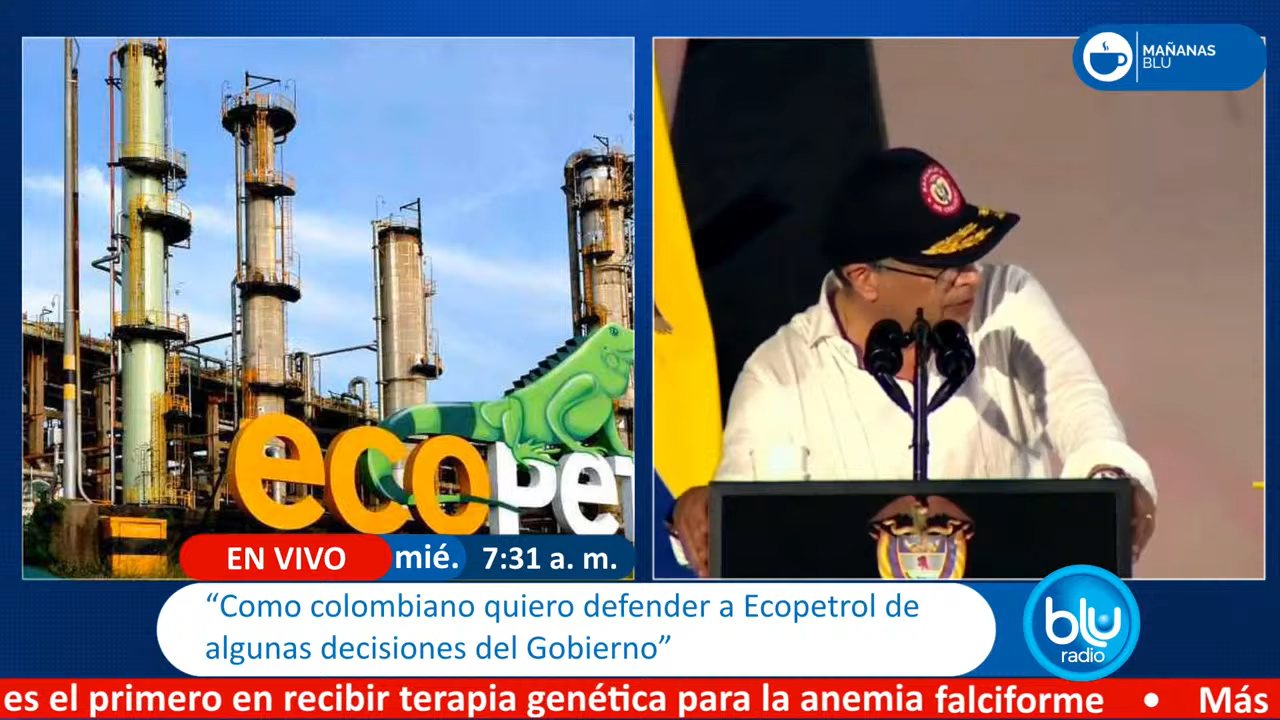 MAÑANAS
BLU
ecoPET
EN VIVO mié. 7:31 a. m.
“Como colombiano quiero defender a Ecopetrol de
algunas decisiones del Gobierno”
blu
radio
es el primero en recibir terapia genética para la anemia falciforme • Más